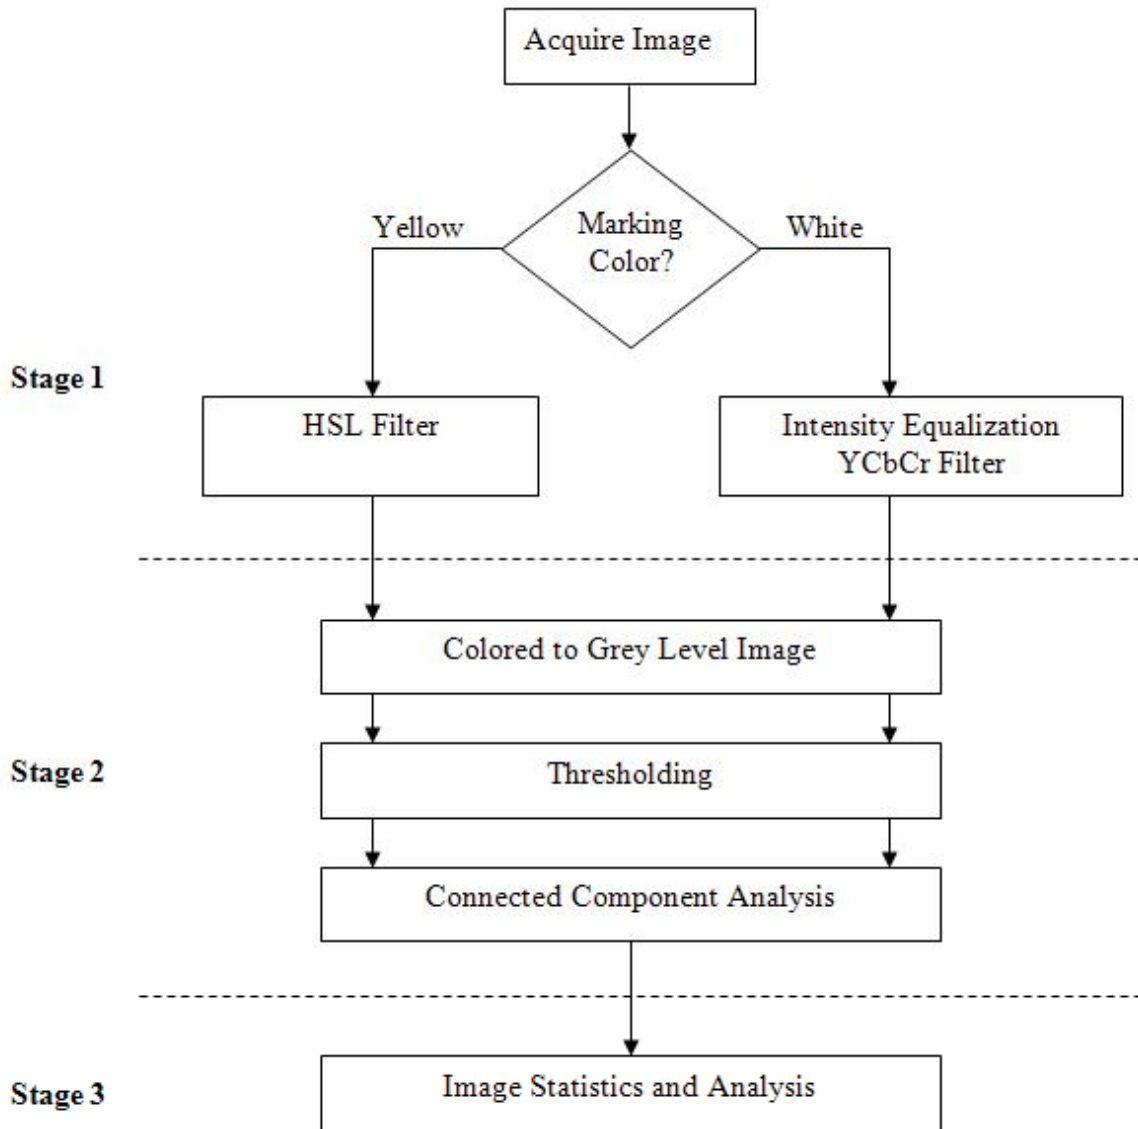 Acquire Image
Marking
Color?
Yellow
White
Stage 1
HSL Filter
Intensity Equalization
YCbCr Filter
Colored to Grey Level Image
Stage 2
Thresholding
Connected Component Analysis
Stage 3
Image Statistics and Analysis